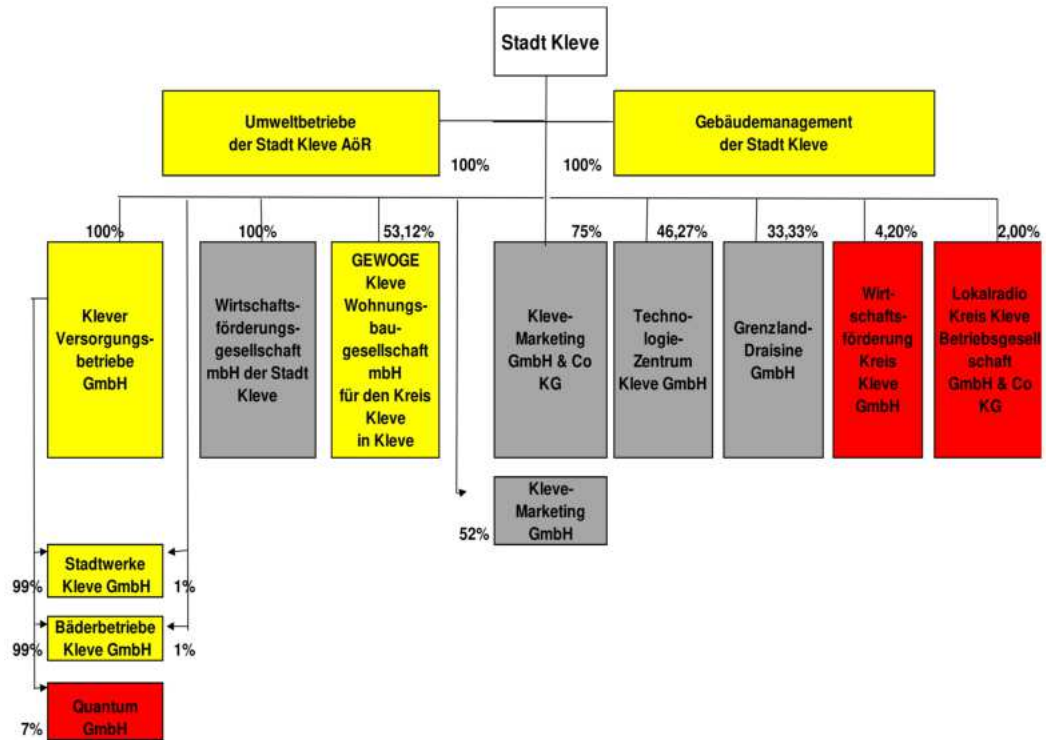 Stadt Kleve
Umweltbetriebe
der Stadt Kleve AöR
Gebäudemanagement
der Stadt Kleve
100%
100%
100%
100%
53,12%
75%
46,27%
33,33%
4,20%
2,00%
Klever
Versorgungs-
betriebe
GmbH
Wirtschafts-
förderungs-
gesellschaft
mbH der Stadt
Kleve
GEWOGE
Kleve
Wohnungs-
bau-
gesellschaft
mbH
für den Kreis
Kleve
in Kleve
Kleve-
Marketing
GmbH & Co
KG
Techno-
logie-
Zentrum
Kleve GmbH
Grenzland-
Draisine
GmbH
Wirt-
schafts-
förderung
Kreis
Kleve
GmbH
Lokalradio
Kreis Kleve
Betriebsgesell
schaft
GmbH & Co
KG
Kleve-
Marketing
GmbH
52%
Stadtwerke
Kleve GmbH
99%
1%
Bäderbetriebe
Kleve GmbH
99%
1%
Quantum
GmbH
7%